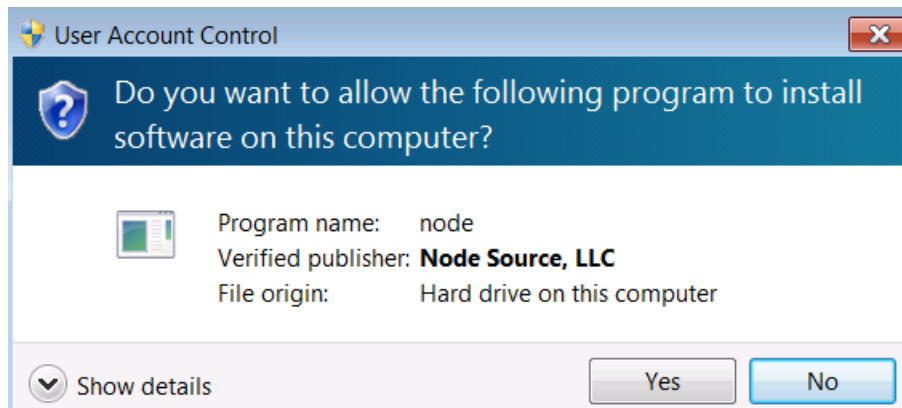 User Account Control
Do you want to allow the following program to install
software on this computer?
Program name: node
Verified publisher: Node Source, LLC
File origin: Hard drive on this computer
Show details
Yes
No